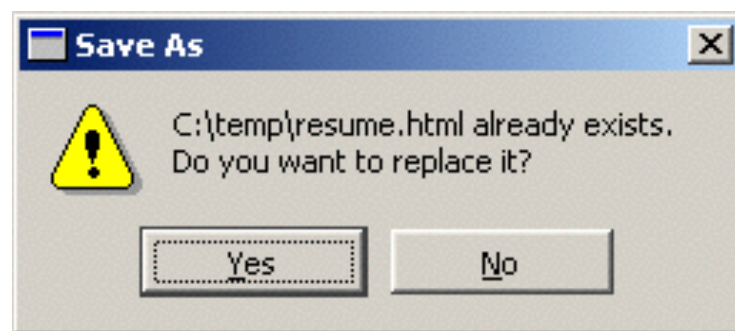 Save As
C:\temp\resume.html already exists.
Do you want to replace it?
Yes
No